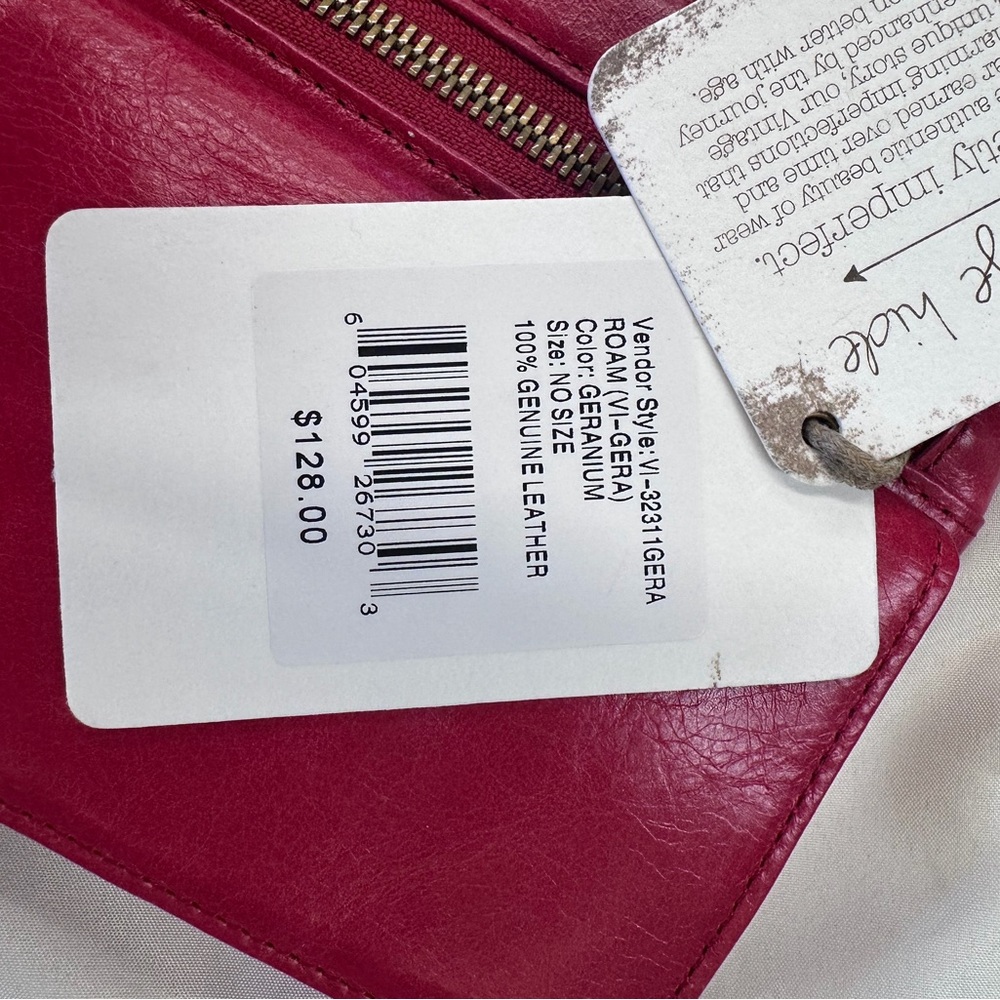 Vendor Style: VI-32311GERA
ROAM (VI-GERA)
Color: GERANIUM
Size: NO SIZE
100% GENUINE LEATHER
6 04599 26730 3
$128.00
hide
imperfect.
authentic beauty of wear
earned over time and
imperfections that
unique story, our Vintage
enhanced by the journey
better with age.